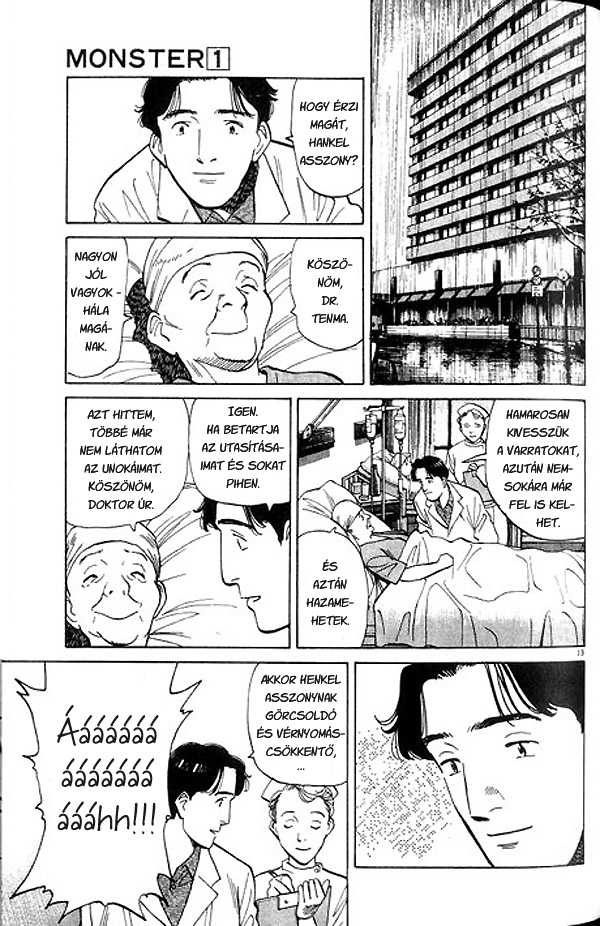 MONSTER 1
HOGY ÉRZI
MAGÁT,
HANKEL
ASSZONY?
KÖSZÖ-
NÖM,
DR.
TENMA.
NAGYON
JÓL
VAGYOK -
HÁLA
MAGÁ-
NAK.
HAMAROSAN
KIVESSZÜK
A VARRATOKAT,
AZUTÁN NEM-
SOKÁRA MÁR
FEL IS KEL-
HET.
ÉS
AZTÁN
HAZAME-
HETEK.
IGEN.
HA BETARTJA
AZ UTASÍTÁSA-
IMAT ÉS SOKAT
PIHEN.
AZT HITTEM,
TÖBBÉ MÁR
NEM LÁTHATOM
AZ UNOKÁIMAT.
KÖSZÖNÖM,
DOKTOR ÚR.
13
AKKOR HENKEL
ASSZONYNAK
GÖRCSOLDÓ
ÉS VÉRNYOMÁS-
CSÖKKENTŐ,
...
Áááááááá
áááááááá
áááhh!!!